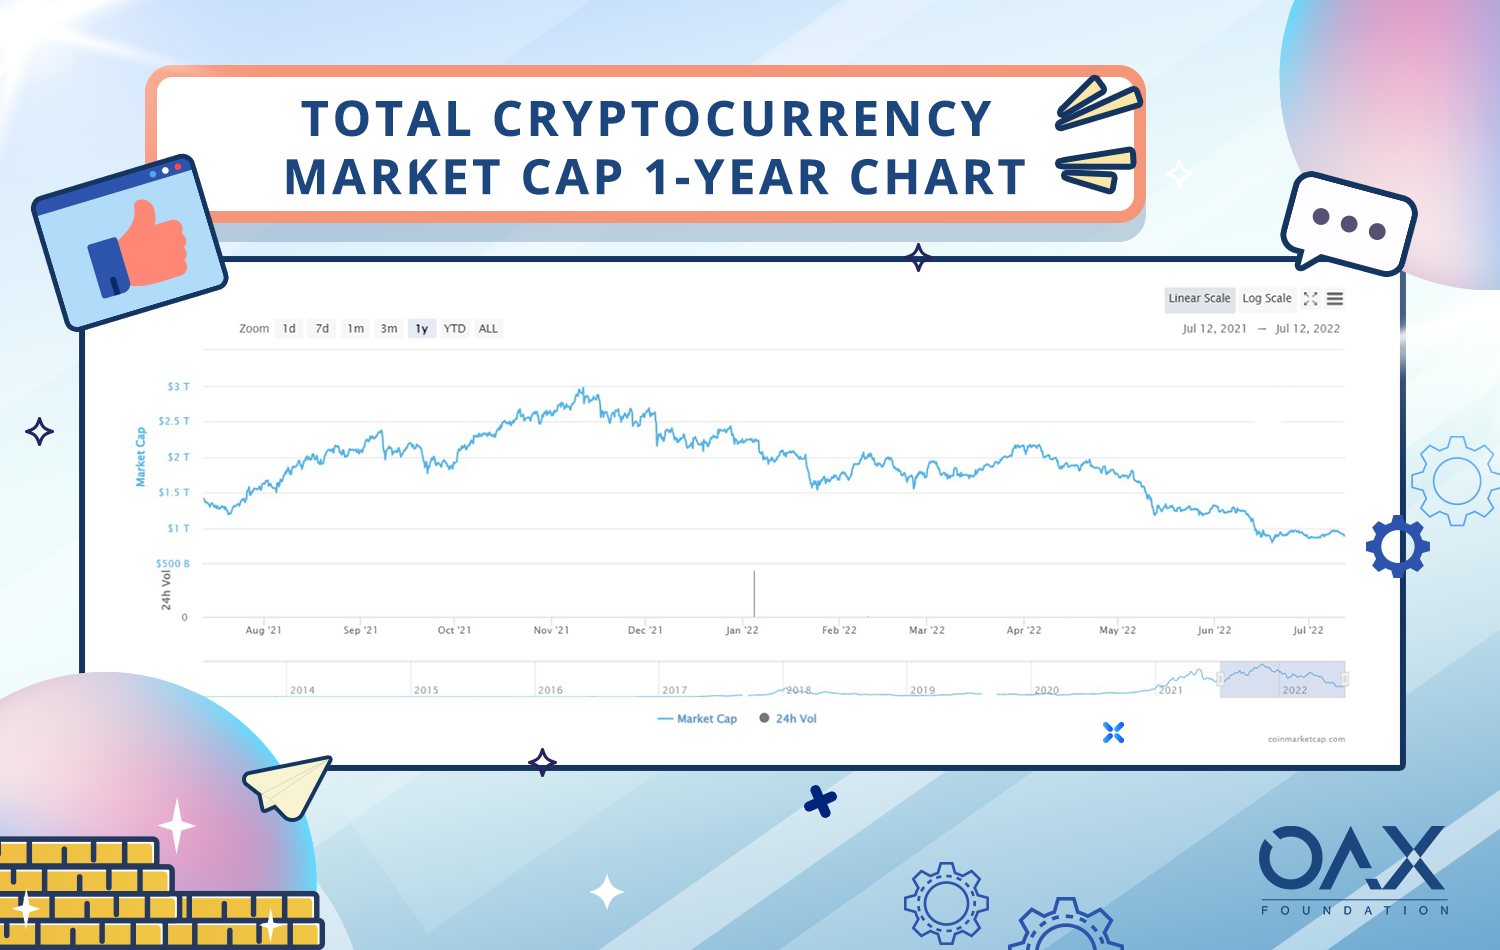 TOTAL CRYPTOCURRENCY
MARKET CAP 1-YEAR CHART
Linear Scale Log Scale
Zoom 1d 7d 1m 3m 1y YTD ALL
Jul 12, 2021 — Jul 12, 2022
$3 T
$2.5 T
$2 T
$1.5 T
$1 T
$500 B
0
Market Cap
24h Vol
Aug '21 Sep '21 Oct '21 Nov '21 Dec '21 Jan '22 Feb '22 Mar '22 Apr '22 May '22 Jun '22 Jul '22
2014 2015 2016 2017 2018 2019 2020 2021 2022
Market Cap 24h Vol
coinmarketcap.com
OAX
FOUNDATION